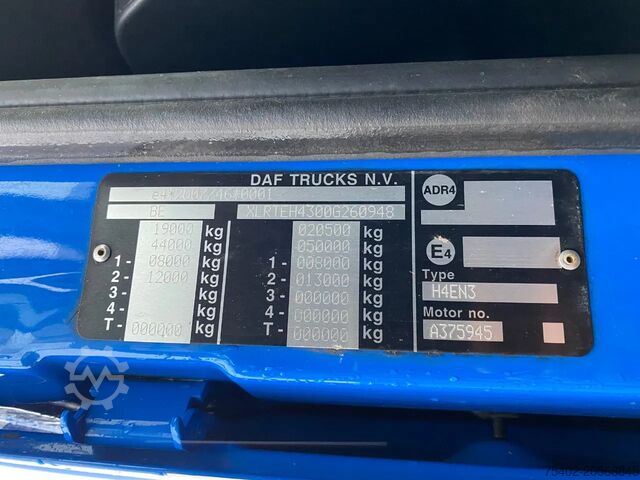 DAF TRUCKS N.V.
e4*2007/46*0001
BE XLRTEH4300G260948
19000 kg 020500 kg
44000 kg 050000 kg
1- 08000 kg 1- 008000 kg
2- 12000 kg 2- 013000 kg
3- kg 3- 000000 kg
4- kg 4- 000000 kg
T- 000000 kg T- 000000 kg
ADR4
E4
Type
H4EN3
Motor no.
A375945